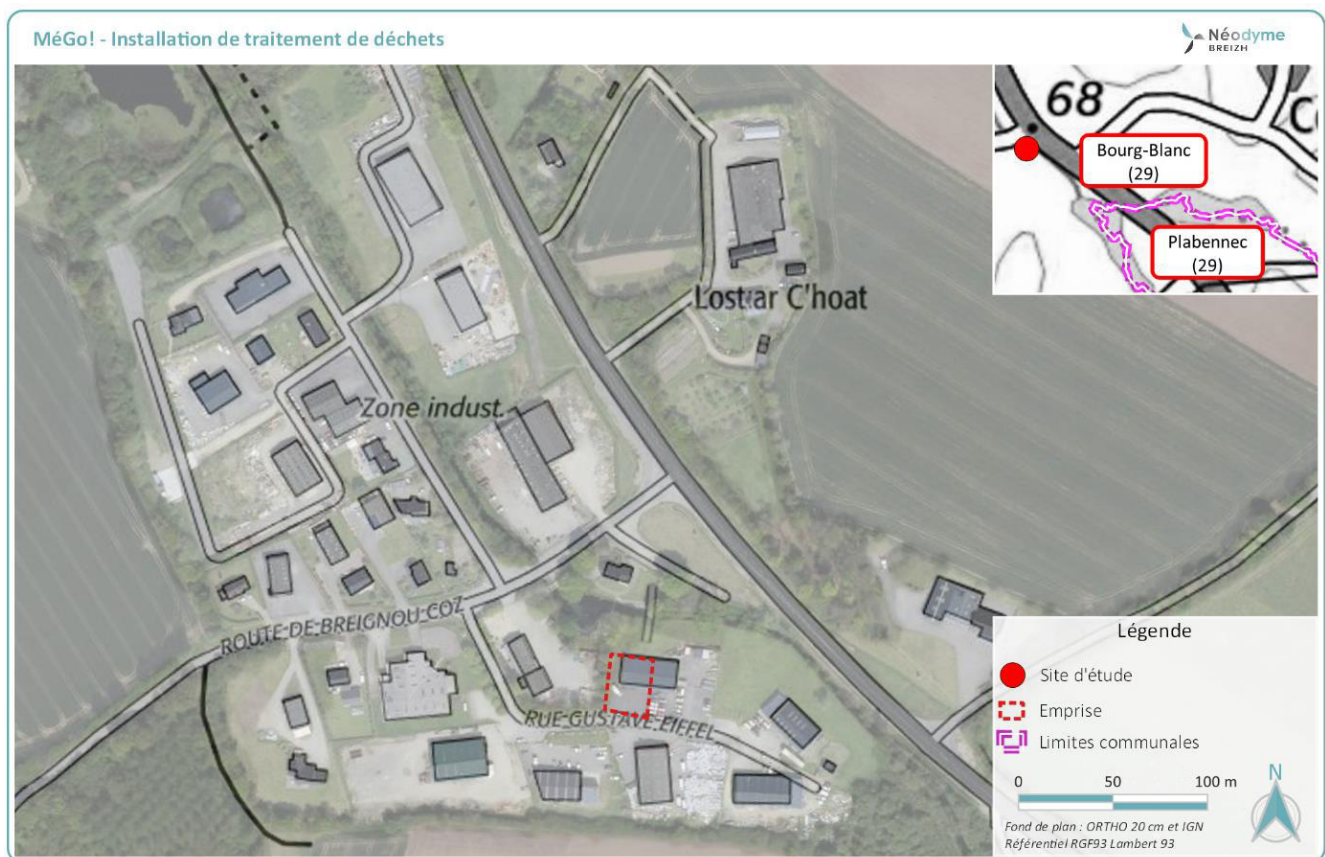 MéGo! - Installation de traitement de déchets
Néodyme
BREIZH
68
Bourg-Blanc
(29)
Plabennec
(29)
Lostar C'hoat
Zone indust.
ROUTE DE BREIGNOU COZ
RUE GUSTAVE EIFFEL
Légende
Site d'étude
Emprise
Limites communales
0 50 100 m
N
Fond de plan : ORTHO 20 cm et IGN
Référentiel RGF93 Lambert 93